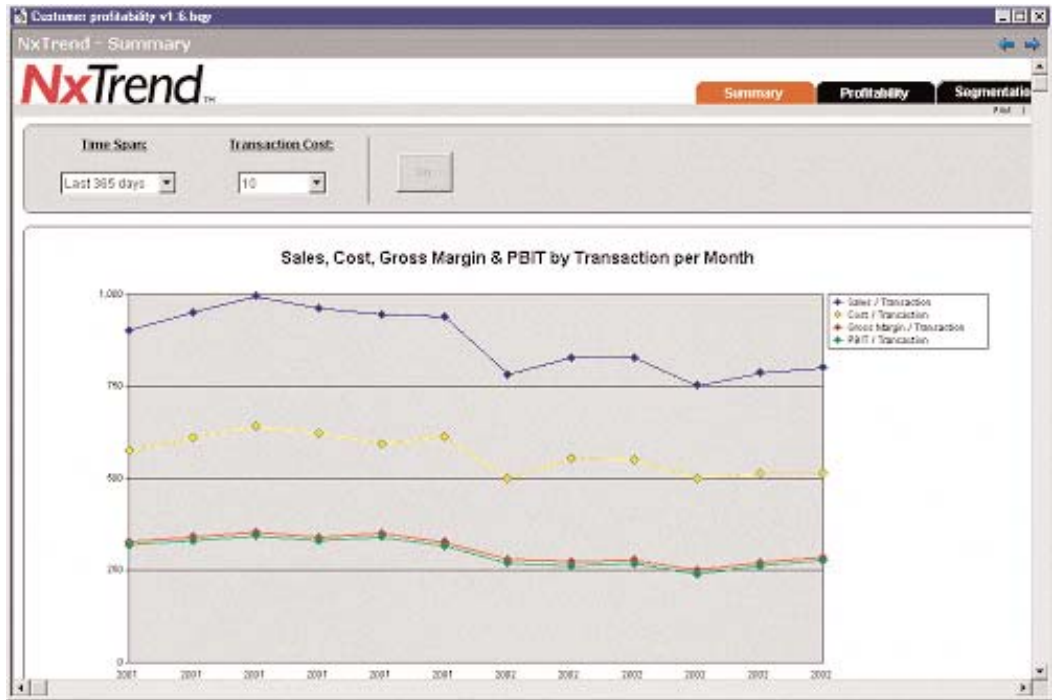 Customer profitability v1.6.bqy
NxTrend - Summary
NxTrend TM
Summary Profitability Segmentatio
Time Span: Transaction Cost:
Last 365 days 10
Sales, Cost, Gross Margin & PBIT by Transaction per Month
1,000
750
500
250
0
Sales / Transaction
Cost / Transaction
Gross Margin / Transaction
PBIT / Transaction
2001 2001 2001 2001 2001 2001 2002 2002 2002 2002 2002 2002